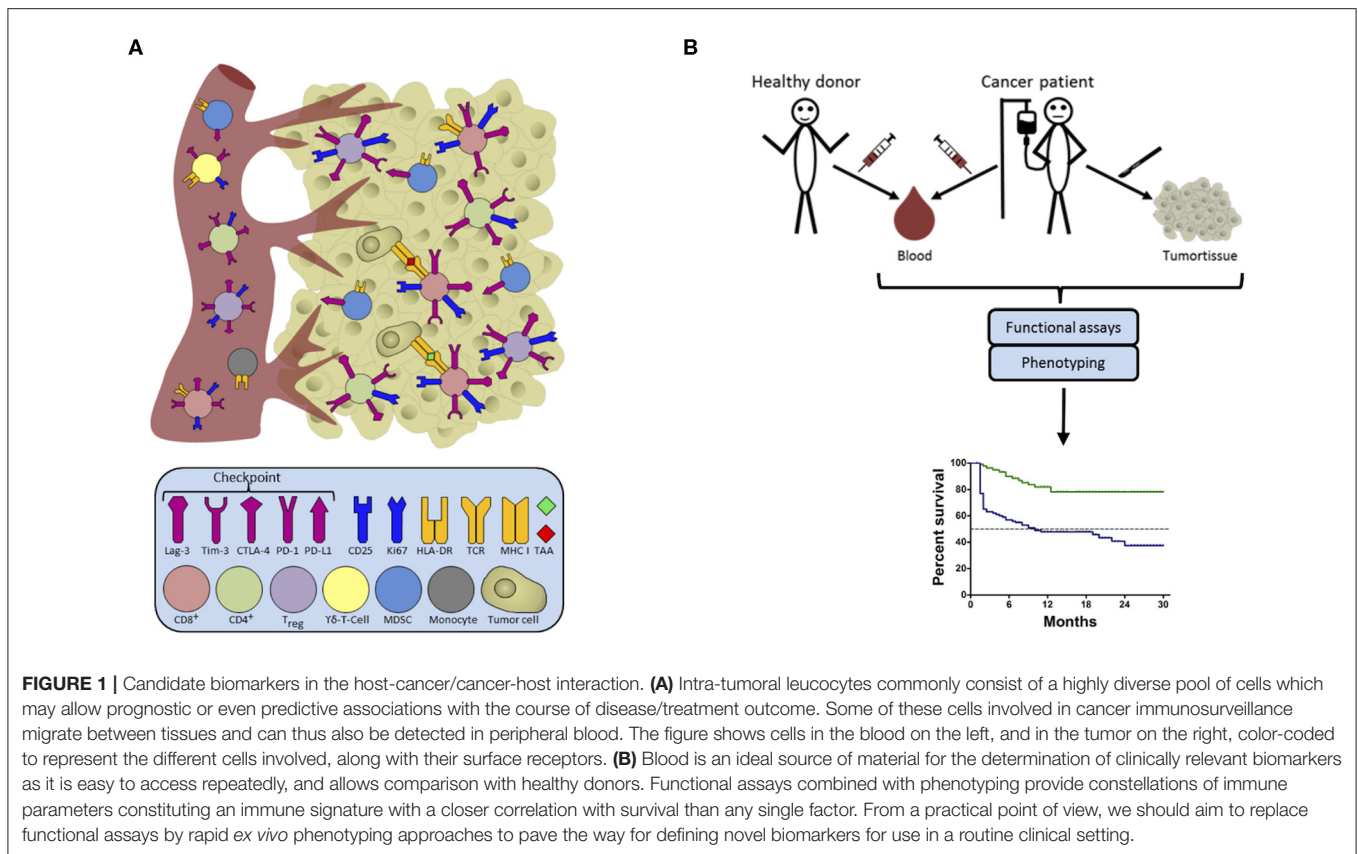 A
B
Healthy donor
Cancer patient
Blood
Tumortissue
Functional assays
Phenotyping
Checkpoint
Lag-3 Tim-3 CTLA-4 PD-1 PD-L1 CD25 Ki67 HLA-DR TCR MHC I TAA
CD8+ CD4+ Treg ϒδ-T-Cell MDSC Monocyte Tumor cell
Percent survival
100
80
60
40
20
0
0 6 12 18 24 30
Months
FIGURE 1 | Candidate biomarkers in the host-cancer/cancer-host interaction. (A) Intra-tumoral leucocytes commonly consist of a highly diverse pool of cells which
may allow prognostic or even predictive associations with the course of disease/treatment outcome. Some of these cells involved in cancer immunosurveillance
migrate between tissues and can thus also be detected in peripheral blood. The figure shows cells in the blood on the left, and in the tumor on the right, color-coded
to represent the different cells involved, along with their surface receptors. (B) Blood is an ideal source of material for the determination of clinically relevant biomarkers
as it is easy to access repeatedly, and allows comparison with healthy donors. Functional assays combined with phenotyping provide constellations of immune
parameters constituting an immune signature with a closer correlation with survival than any single factor. From a practical point of view, we should aim to replace
functional assays by rapid ex vivo phenotyping approaches to pave the way for defining novel biomarkers for use in a routine clinical setting.